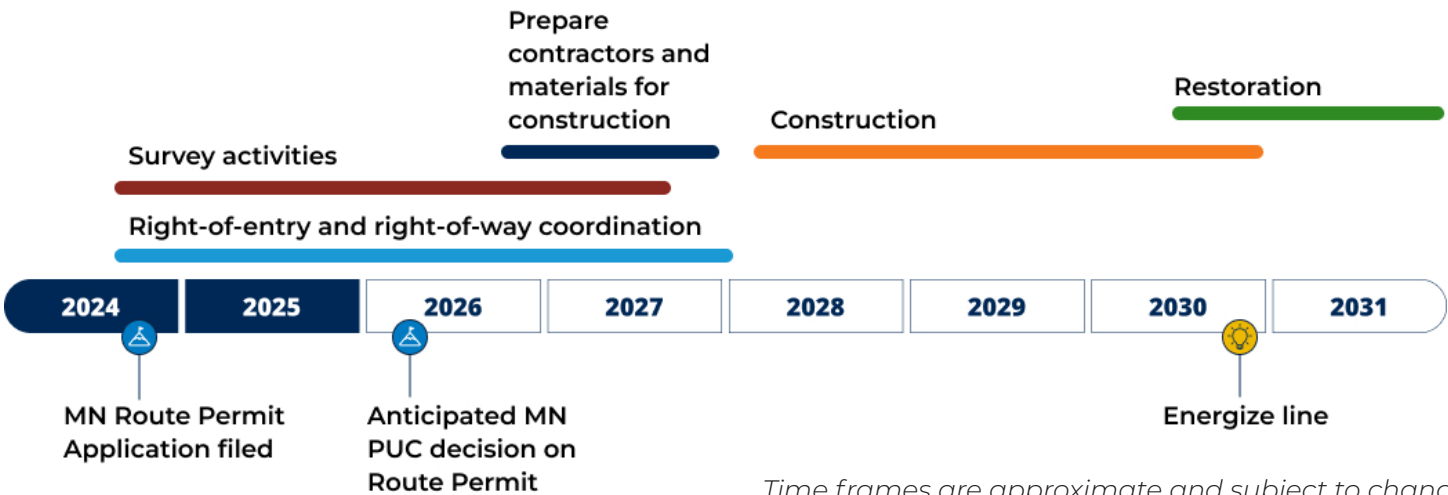 Prepare
contractors and
materials for
construction
Restoration
Construction
Survey activities
Right-of-entry and right-of-way coordination
2024
2025
2026
2027
2028
2029
2030
2031
MN Route Permit
Application filed
Anticipated MN
PUC decision on
Route Permit
Energize line
Time frames are approximate and subject to